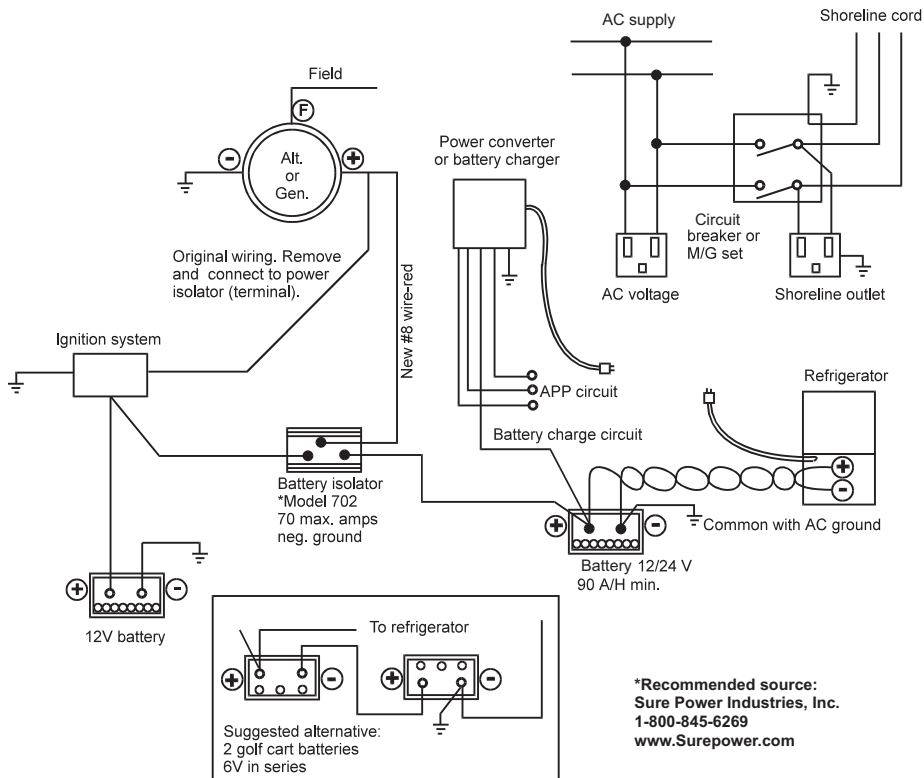 AC supply
Shoreline cord
Field
F
Power converter
or battery charger
-
Alt.
or
Gen.
+
Circuit
breaker or
M/G set
Original wiring. Remove
and connect to power
isolator (terminal).
AC voltage
Shoreline outlet
New #8 wire-red
Ignition system
APP circuit
Refrigerator
Battery charge circuit
+
-
Battery isolator
*Model 702
70 max. amps
neg. ground
+
-
Common with AC ground
Battery 12/24 V
90 A/H min.
+
-
12V battery
To refrigerator
+
-
+
-
Suggested alternative:
2 golf cart batteries
6V in series
*Recommended source:
Sure Power Industries, Inc.
1-800-845-6269
www.Surepower.com